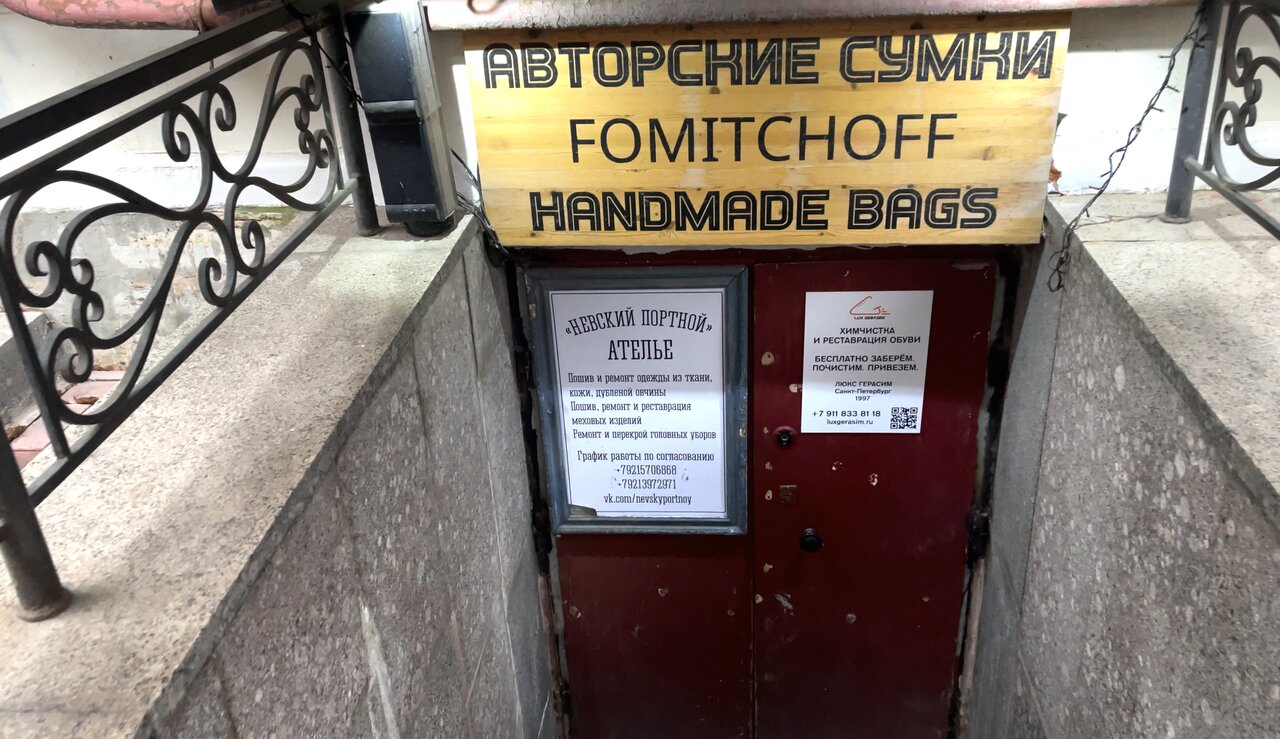 АВТОРСКИЕ СУМКИ
FOMITCHOFF
HANDMADE BAGS
«НЕВСКИЙ ПОРТНОЙ»
АТЕЛЬЕ
Пошив и ремонт одежды из ткани,
кожи, дубленой овчины
Пошив, ремонт и реставрация
меховых изделий
Ремонт и перекрой головных уборов
График работы по согласованию
+79215706868
+79213972971
vk.com/nevskyportnoy
LUX GERASIM
ХИМЧИСТКА
И РЕСТАВРАЦИЯ ОБУВИ
БЕСПЛАТНО ЗАБЕРЁМ.
ПОЧИСТИМ. ПРИВЕЗЕМ.
ЛЮКС ГЕРАСИМ
Санкт-Петербург
1997
+7 911 833 81 18
luxgerasim.ru